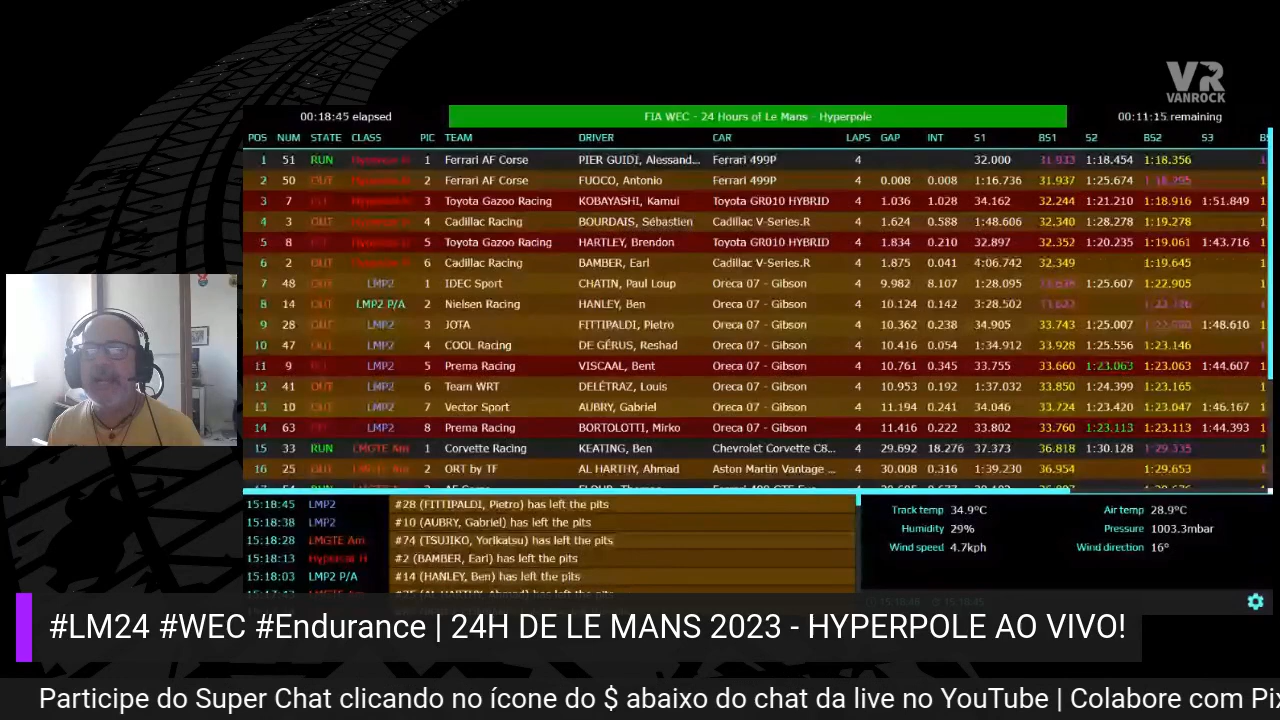 VR
VANROCK
00:18:45 elapsed FIA WEC - 24 Hours of Le Mans - Hyperpole 00:11:15 remaining
POS NUM STATE CLASS PIC TEAM DRIVER CAR LAPS GAP INT S1 BS1 S2 BS2 S3
1 51 RUN Hypercar H 1 Ferrari AF Corse PIER GUIDI, Alessand... Ferrari 499P 4 32.000 31.933 1:18.454 1:18.356
2 50 OUT Hypercar H 2 Ferrari AF Corse FUOCO, Antonio Ferrari 499P 4 0.008 0.008 1:16.736 31.937 1:25.674
3 7 Hypercar H 3 Toyota Gazoo Racing KOBAYASHI, Kamui Toyota GR010 HYBRID 4 1.036 1.028 34.162 32.244 1:21.210 1:18.916 1:51.849
4 3 OUT Hypercar H 4 Cadillac Racing BOURDAIS, Sébastien Cadillac V-Series.R 4 1.624 0.588 1:48.606 32.340 1:28.278 1:19.278
5 8 Hypercar H 5 Toyota Gazoo Racing HARTLEY, Brendon Toyota GR010 HYBRID 4 1.834 0.210 32.897 32.352 1:20.235 1:19.061 1:43.716
6 2 OUT Hypercar H 6 Cadillac Racing BAMBER, Earl Cadillac V-Series.R 4 1.875 0.041 4:06.742 32.349 1:19.645
7 48 OUT LMP2 1 IDEC Sport CHATIN, Paul Loup Oreca 07 - Gibson 4 9.982 8.107 1:28.095 1:25.607 1:22.905
8 14 OUT LMP2 P/A 2 Nielsen Racing HANLEY, Ben Oreca 07 - Gibson 4 10.124 0.142 3:28.502
9 28 OUT LMP2 3 JOTA FITTIPALDI, Pietro Oreca 07 - Gibson 4 10.362 0.238 34.905 33.743 1:25.007 1:48.610
10 47 OUT LMP2 4 COOL Racing DE GÉRUS, Reshad Oreca 07 - Gibson 4 10.416 0.054 1:34.912 33.928 1:25.556 1:23.146
11 9 LMP2 5 Prema Racing VISCAAL, Bent Oreca 07 - Gibson 4 10.761 0.345 33.755 33.660 1:23.063 1:23.063 1:44.607
12 41 OUT LMP2 6 Team WRT DELÉTRAZ, Louis Oreca 07 - Gibson 4 10.953 0.192 1:37.032 33.850 1:24.399 1:23.165
13 10 OUT LMP2 7 Vector Sport AUBRY, Gabriel Oreca 07 - Gibson 4 11.194 0.241 34.046 33.724 1:23.420 1:23.047 1:46.167
14 63 LMP2 8 Prema Racing BORTOLOTTI, Mirko Oreca 07 - Gibson 4 11.416 0.222 33.802 33.760 1:23.113 1:23.113 1:44.393
15 33 RUN LMGTE Am 1 Corvette Racing KEATING, Ben Chevrolet Corvette C8... 4 29.692 18.276 37.373 36.818 1:30.128 1:29.335
16 25 OUT LMGTE Am 2 ORT by TF AL HARTHY, Ahmad Aston Martin Vantage ... 4 30.008 0.316 1:39.230 36.954 1:29.653
15:18:45 LMP2 #28 (FITTIPALDI, Pietro) has left the pits
15:18:38 LMP2 #10 (AUBRY, Gabriel) has left the pits
15:18:28 LMGTE Am #74 (TSUJIKO, Yorikatsu) has left the pits
15:18:13 Hypercar H #2 (BAMBER, Earl) has left the pits
15:18:03 LMP2 P/A #14 (HANLEY, Ben) has left the pits
Track temp 34.9°C Air temp 28.9°C
Humidity 29% Pressure 1003.3mbar
Wind speed 4.7kph Wind direction 16°
#LM24 #WEC #Endurance | 24H DE LE MANS 2023 - HYPERPOLE AO VIVO!
Participe do Super Chat clicando no ícone do $ abaixo do chat da live no YouTube | Colabore com Pix